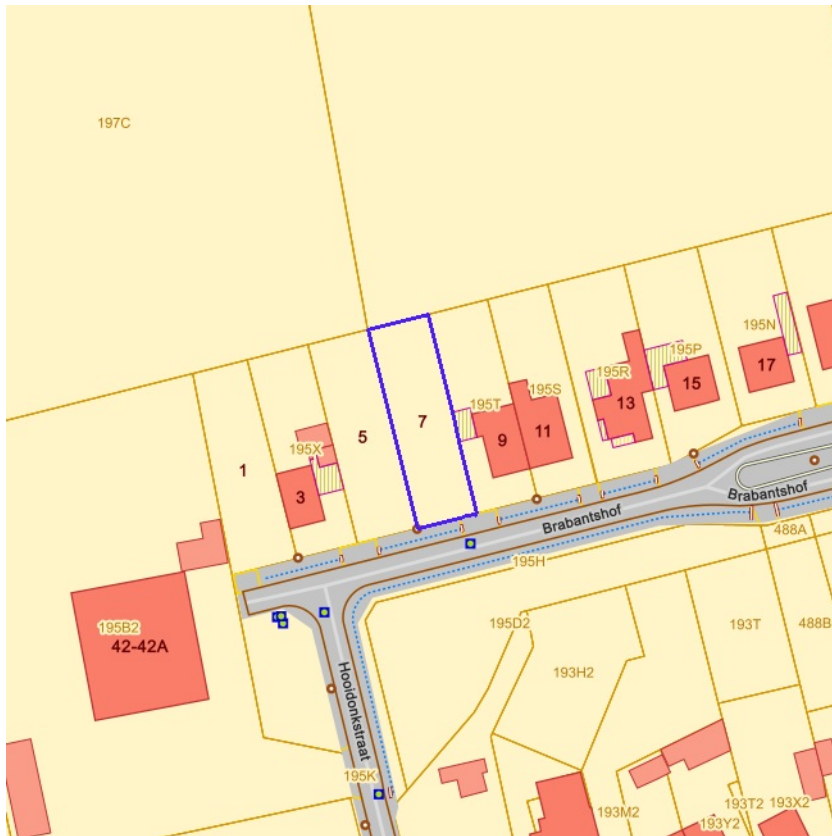 197C
195N
195P
195R
17
15
195S
195T
13
7
5
9
11
195X
1
3
Brabantshof
Brabantshof
488A
195H
195B2
42-42A
195D2
193T
488B
193H2
Hooidonkstraat
195K
193M2
193T2
193X2
193Y2